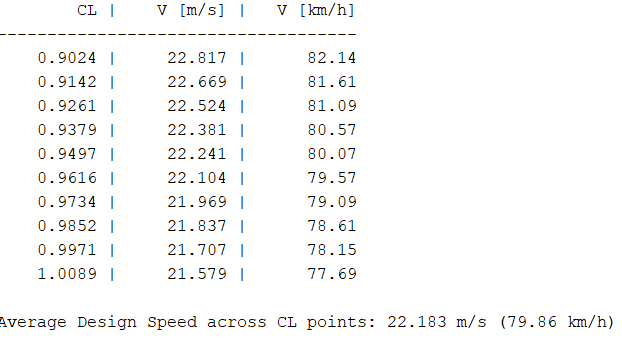 CL | V [m/s] | V [km/h]
------------------------------------
0.9024 | 22.817 | 82.14
0.9142 | 22.669 | 81.61
0.9261 | 22.524 | 81.09
0.9379 | 22.381 | 80.57
0.9497 | 22.241 | 80.07
0.9616 | 22.104 | 79.57
0.9734 | 21.969 | 79.09
0.9852 | 21.837 | 78.61
0.9971 | 21.707 | 78.15
1.0089 | 21.579 | 77.69
Average Design Speed across CL points: 22.183 m/s (79.86 km/h)